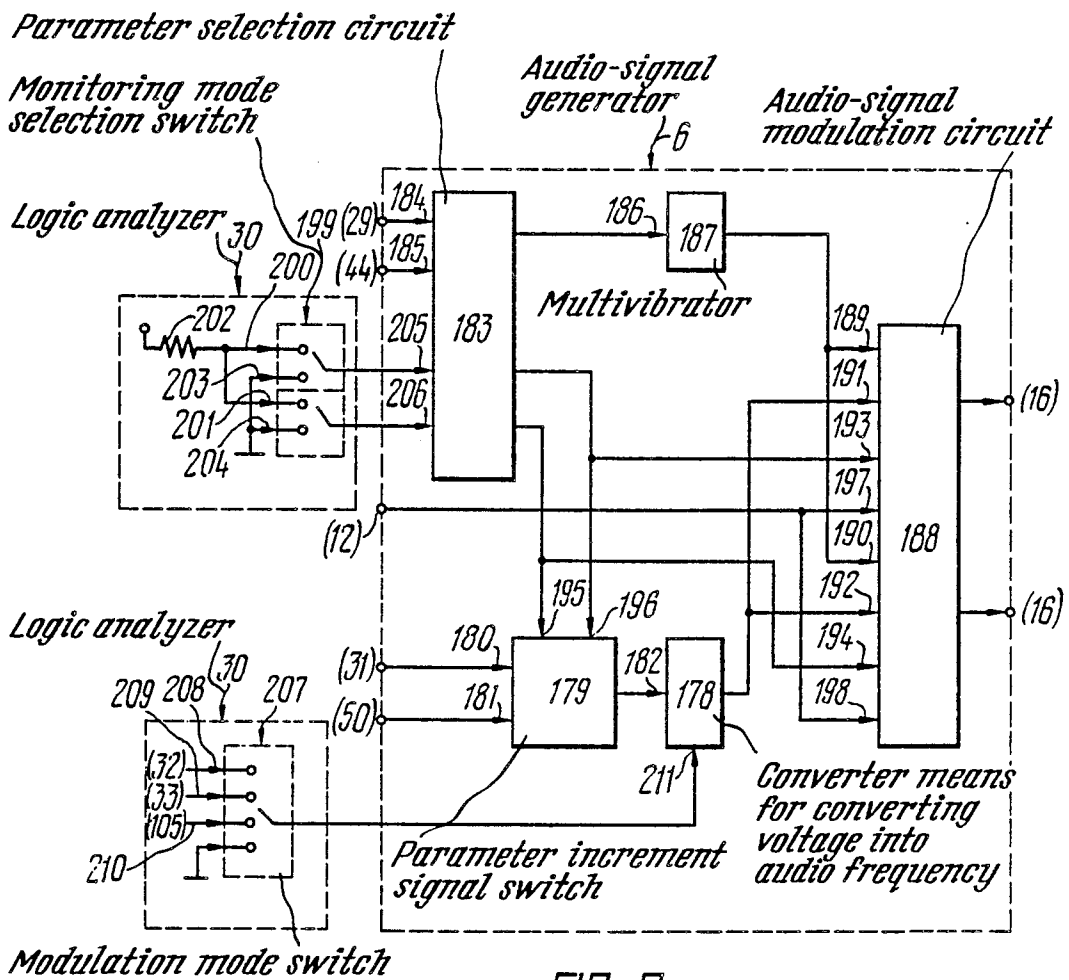 Parameter selection circuit
Monitoring mode
selection switch
Audio-signal
generator
6
Audio-signal
modulation circuit
Logic analyzer
30
199
200
202
203
201
204
(29)
184
(44)
185
205
206
183
186
187
Multivibrator
189
191
193
197
190
192
194
198
188
(16)
(16)
(12)
195
196
Logic analyzer
30
209
208
207
(32)
(33)
(105)
210
(31)
180
(50)
181
179
182
178
211
Converter means
for converting
voltage into
audio frequency
Parameter increment
signal switch
Modulation mode switch